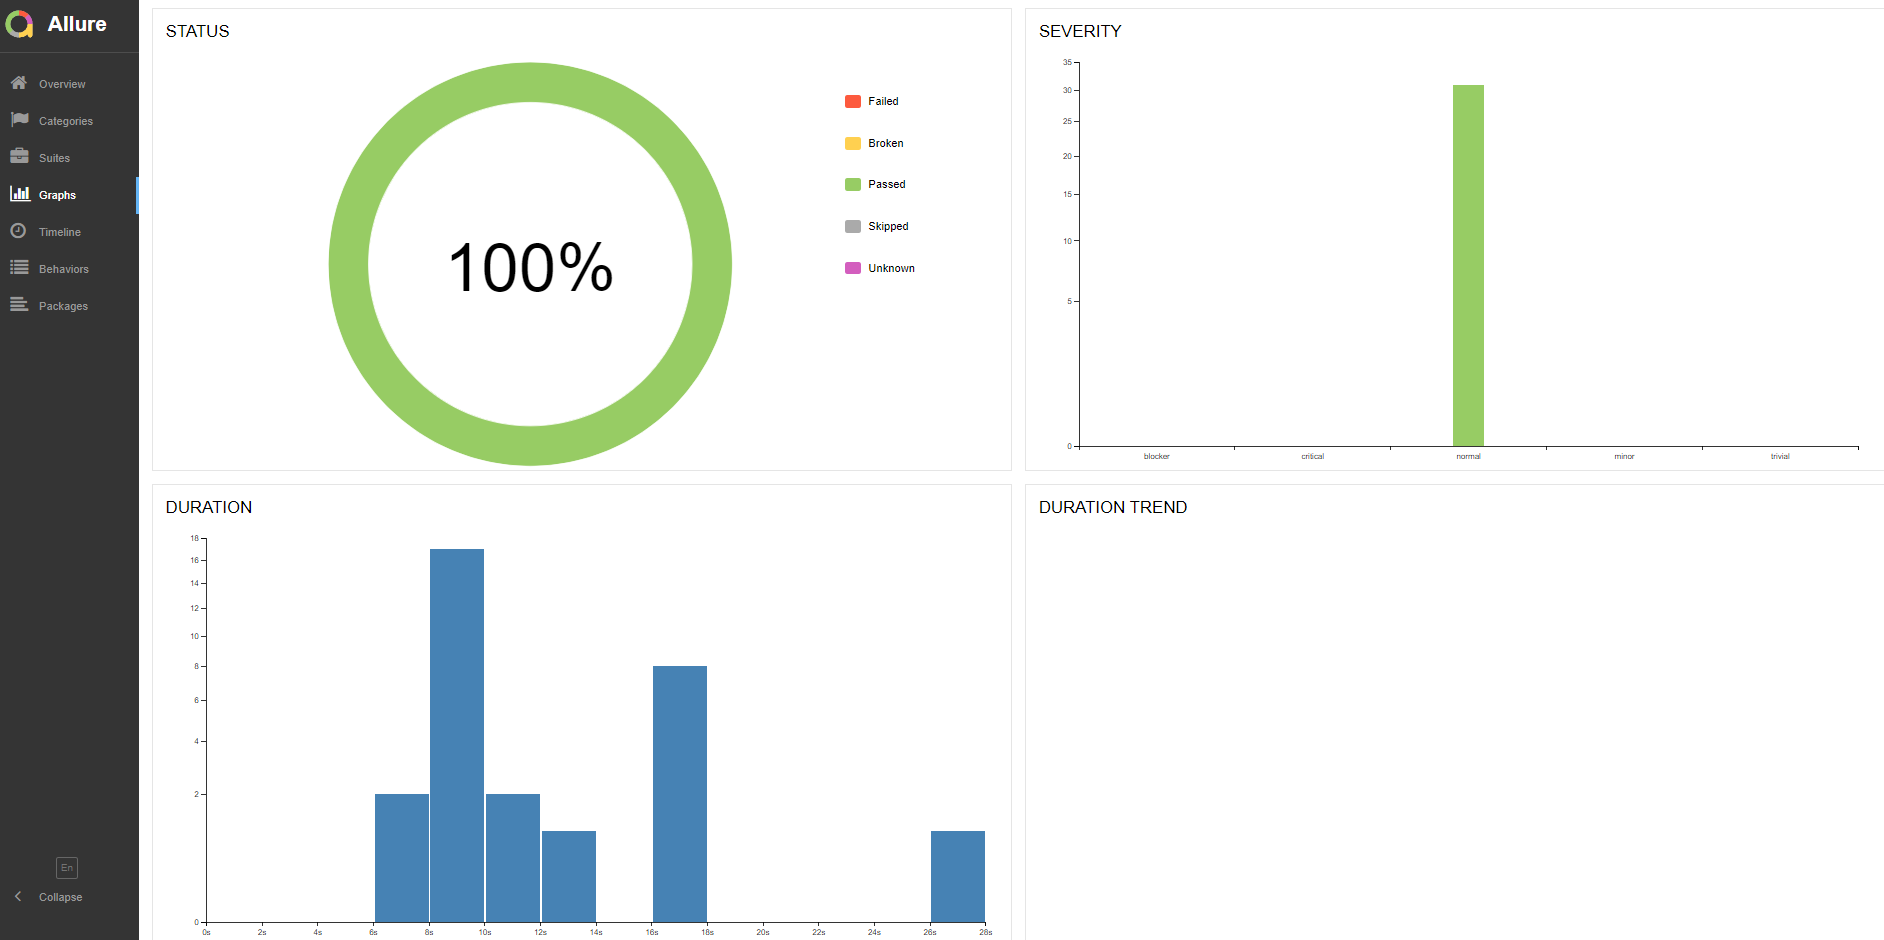 Allure
Overview
Categories
Suites
Graphs
Timeline
Behaviors
Packages
En
Collapse
STATUS
100%
Failed
Broken
Passed
Skipped
Unknown
SEVERITY
35
30
25
20
15
10
5
0
blocker critical normal minor trivial
DURATION
18
16
14
12
10
8
6
4
2
0
0s 2s 4s 6s 8s 10s 12s 14s 16s 18s 20s 22s 24s 26s 28s
DURATION TREND